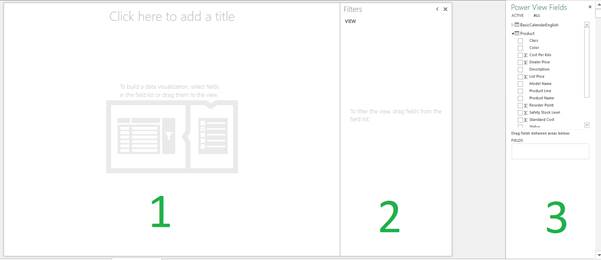 Click here to add a title
To build a data visualization, select fields
in the field list or drag them to the view.
1
Filters
VIEW
To filter the view, drag fields from the
field list.
2
Power View Fields
ACTIVE ALL
BasicCalendarEnglish
Product
Class
Color
Σ Cost Per Each
Σ Dealer Price
Description
Σ List Price
Model Name
Product Line
Product Name
Σ Reorder Point
Σ Safety Stock Level
Σ Standard Cost
Drag fields between areas below:
FIELDS
3